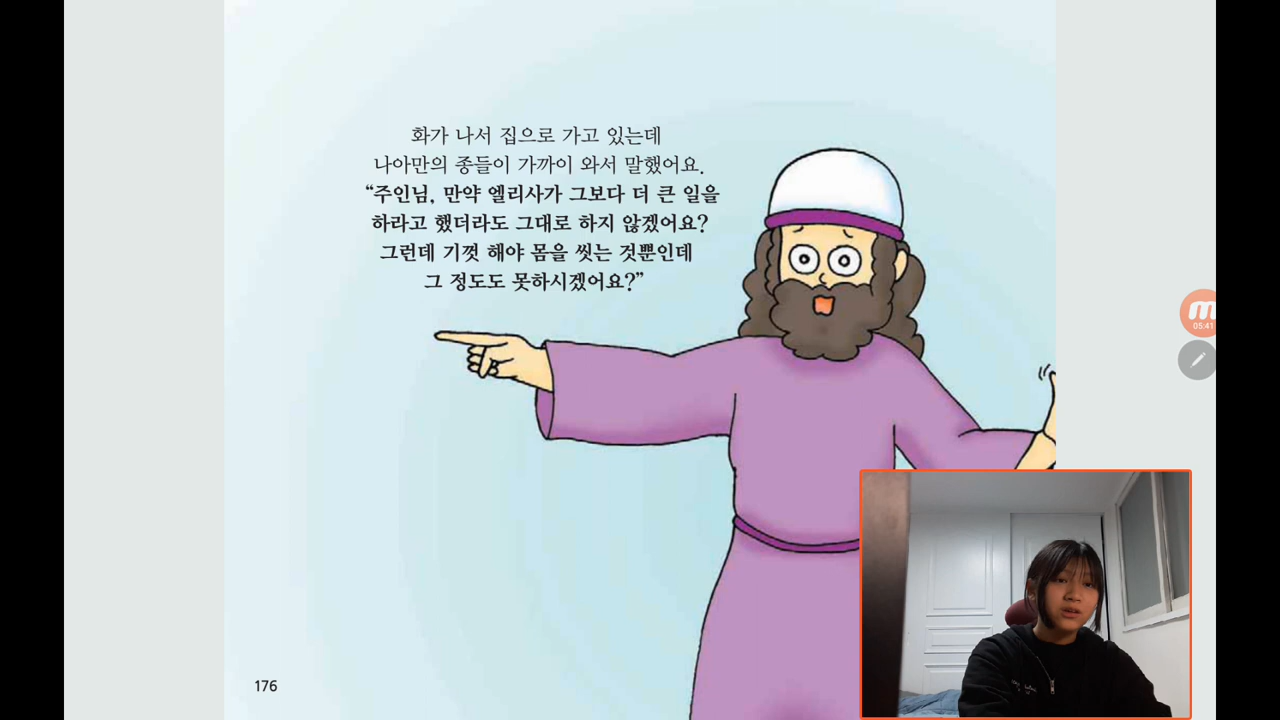 화가 나서 집으로 가고 있는데
나아만의 종들이 가까이 와서 말했어요.
“주인님, 만약 엘리사가 그보다 더 큰 일을
하라고 했더라도 그대로 하지 않겠어요?
그런데 기껏 해야 몸을 씻는 것뿐인데
그 정도도 못하시겠어요?”
05:41
176